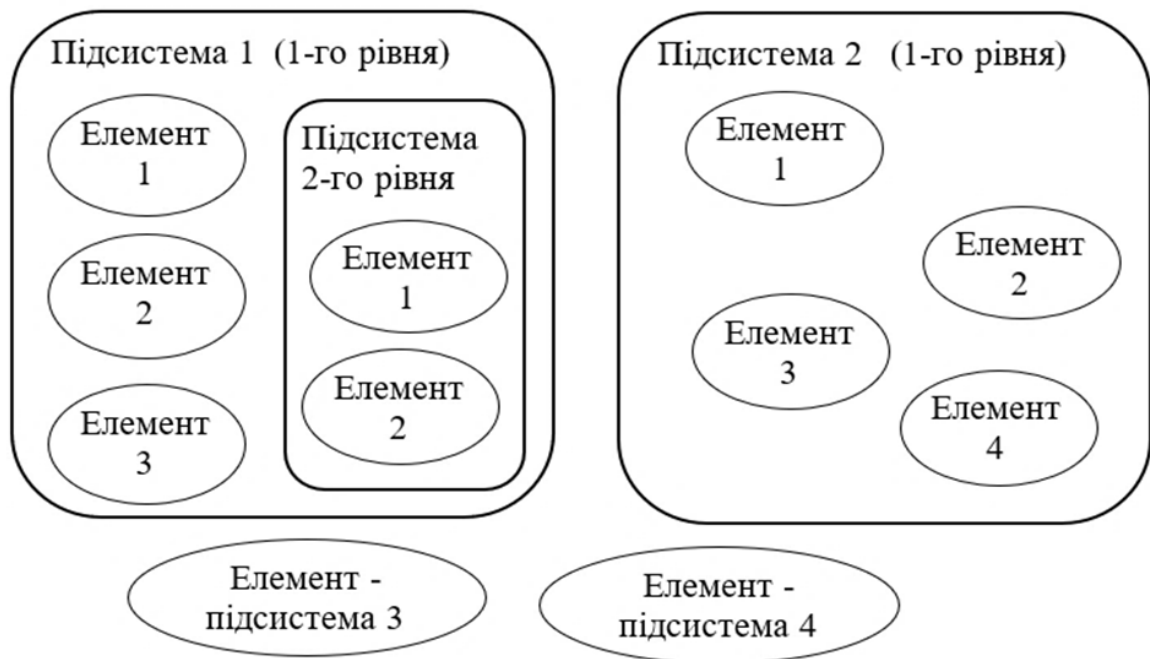 Підсистема 1 (1-го рівня)
Елемент
1
Елемент
2
Елемент
3
Підсистема
2-го рівня
Елемент
1
Елемент
2
Підсистема 2 (1-го рівня)
Елемент
1
Елемент
2
Елемент
3
Елемент
4
Елемент -
підсистема 3
Елемент -
підсистема 4